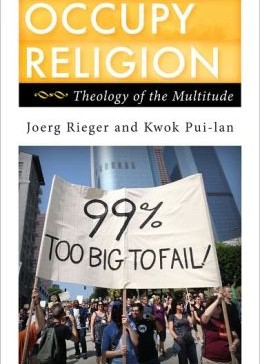 OCCUPY
RELIGION
Theology of the Multitude
Joerg Rieger and Kwok Pui-lan
99%
TOO BIG TO FAIL!